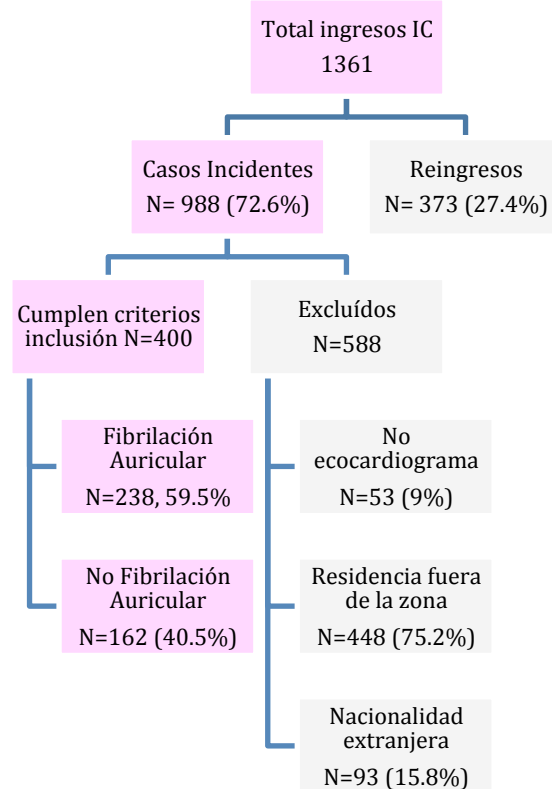 Total ingresos IC
1361
Casos Incidentes
N= 988 (72.6%)
Reingresos
N= 373 (27.4%)
Cumplen criterios
inclusión N=400
Excluídos
N=588
Fibrilación
Auricular
N=238, 59.5%
No
ecocardiograma
N=53 (9%)
No Fibrilación
Auricular
N=162 (40.5%)
Residencia fuera
de la zona
N=448 (75.2%)
Nacionalidad
extranjera
N=93 (15.8%)